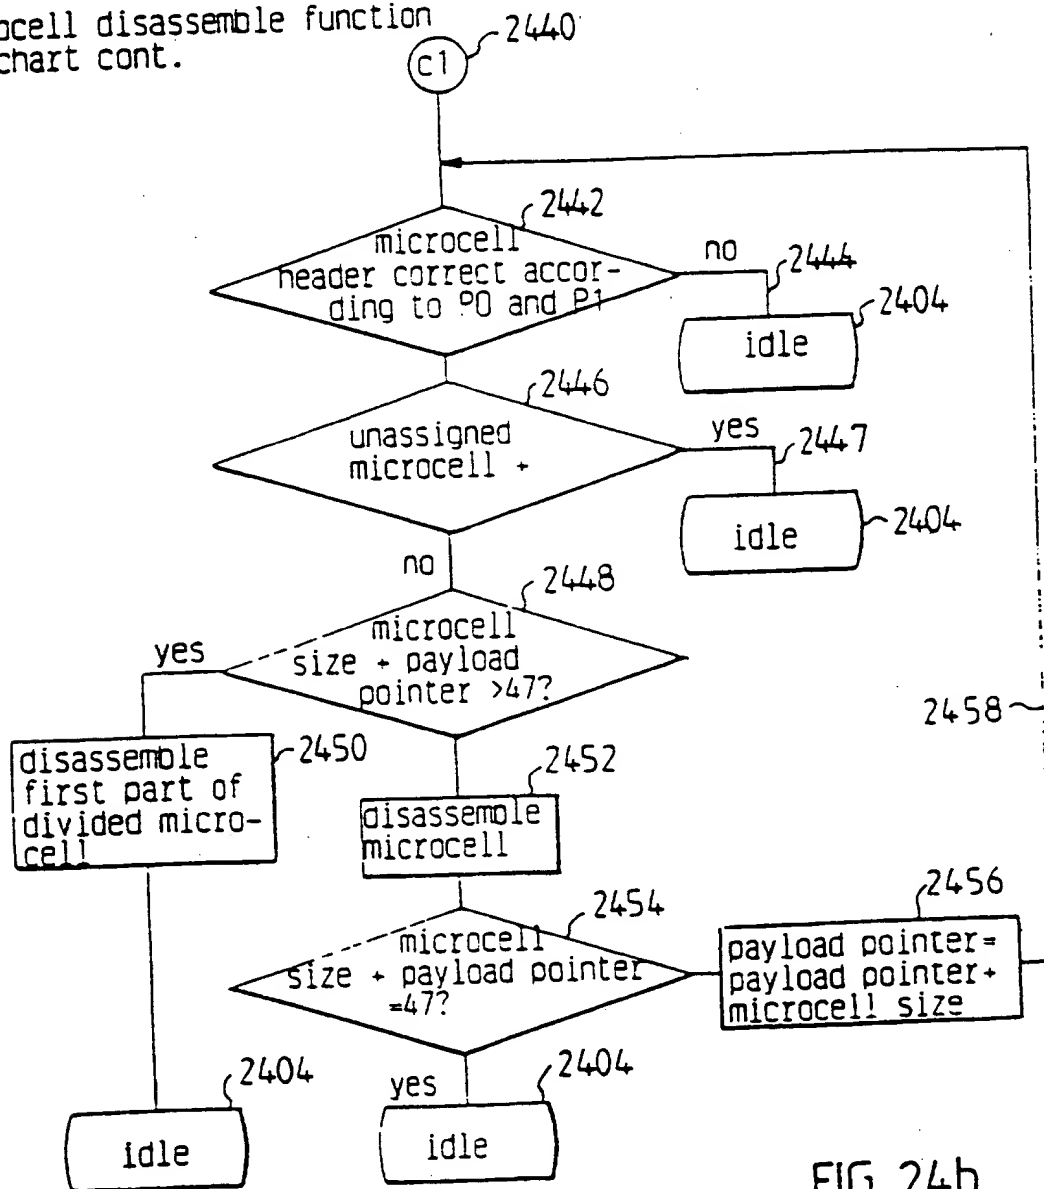 ocell disassemble function
chart cont.
2440
c1
2442
microcell
header correct accor-
ding to P0 and P1
no
2444
2404
idle
2446
unassigned
microcell +
yes
2447
2404
idle
no
2448
microcell
size + payload
pointer >47?
yes
2458
2450
disassemble
first part of
divided micro-
cell
2452
disassemble
microcell
2454
microcell
size + payload pointer
=47?
2456
payload pointer=
payload pointer+
microcell size
2404
idle
yes
2404
idle
FIG. 24b